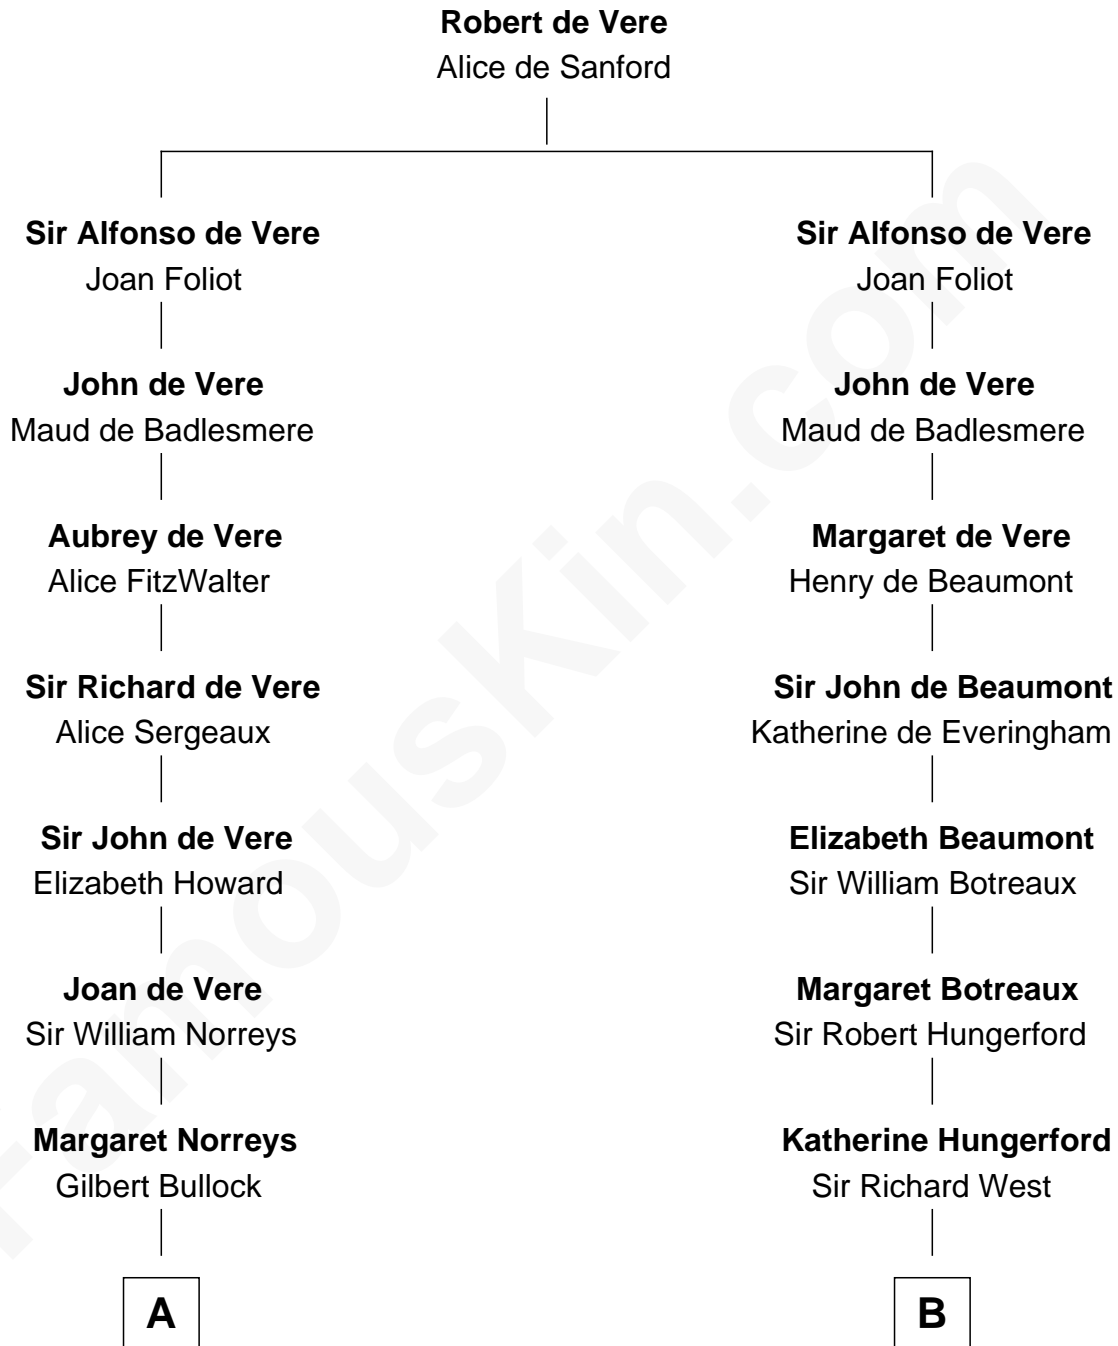 Robert de Vere
Alice de Sanford
Sir Alfonso de Vere
Joan Foliot
John de Vere
Maud de Badlesmere
Aubrey de Vere
Alice FitzWalter
Sir Richard de Vere
Alice Sergeaux
Sir John de Vere
Elizabeth Howard
Joan de Vere
Sir William Norreys
Margaret Norreys
Gilbert Bullock
A
Sir Alfonso de Vere
Joan Foliot
John de Vere
Maud de Badlesmere
Margaret de Vere
Henry de Beaumont
Sir John de Beaumont
Katherine de Everingham
Elizabeth Beaumont
Sir William Botreaux
Margaret Botreaux
Sir Robert Hungerford
Katherine Hungerford
Sir Richard West
B
FamousKin.com